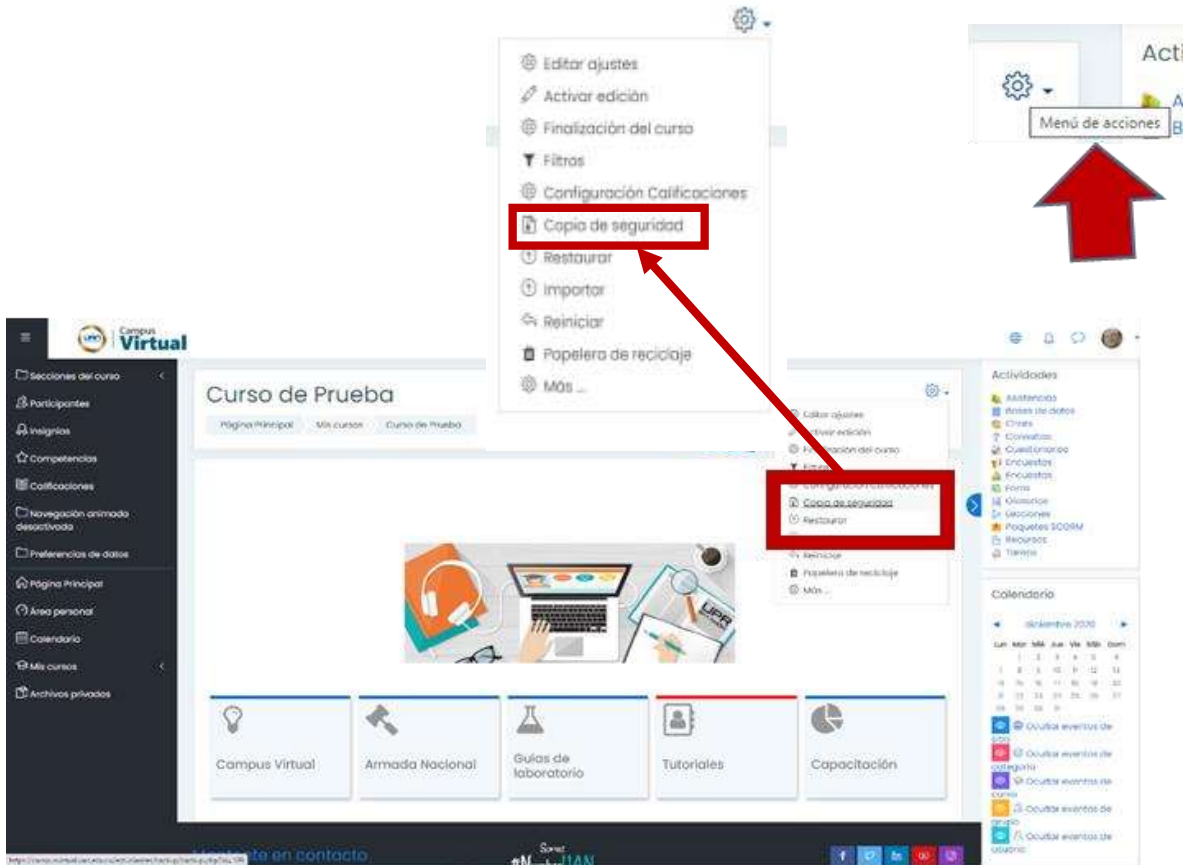 Editar ajustes
Activar edición
Finalización del curso
Filtros
Configuración Calificaciones
Copia de seguridad
Restaurar
Importar
Reiniciar
Papelera de reciclaje
Más ...
Acti
A
Menú de acciones
B
Campus
Virtual
Secciones del curso
Participantes
Insignias
Competencias
Calificaciones
Navegación animada
desactivada
Preferencias de datos
Página Principal
Área personal
Calendario
Mis cursos
Archivos privados
Curso de Prueba
Página Principal Mis cursos Curso de Prueba
Editar ajustes
Activar edición
Finalización del curso
Configuración Calificaciones
Copia de seguridad
Restaurar
Reiniciar
Papelera de reciclaje
Más ...
Campus Virtual
Armada Nacional
Guías de
laboratorio
Tutoriales
Capacitación
Actividades
Asistencias
Bases de datos
Chats
Consultas
Cuestionarios
Encuestas
Encuestas
Foros
Glosarios
Lecciones
Paquetes SCORM
Recursos
Tareas
Calendario
diciembre 2020
Lun Mar Mié Jue Vie Sáb Dom
Ocultar eventos de
Ocultar eventos de
categoría
Ocultar eventos de
curso
Ocultar eventos de
grupo
Ocultar eventos de
usuario
te en contacto